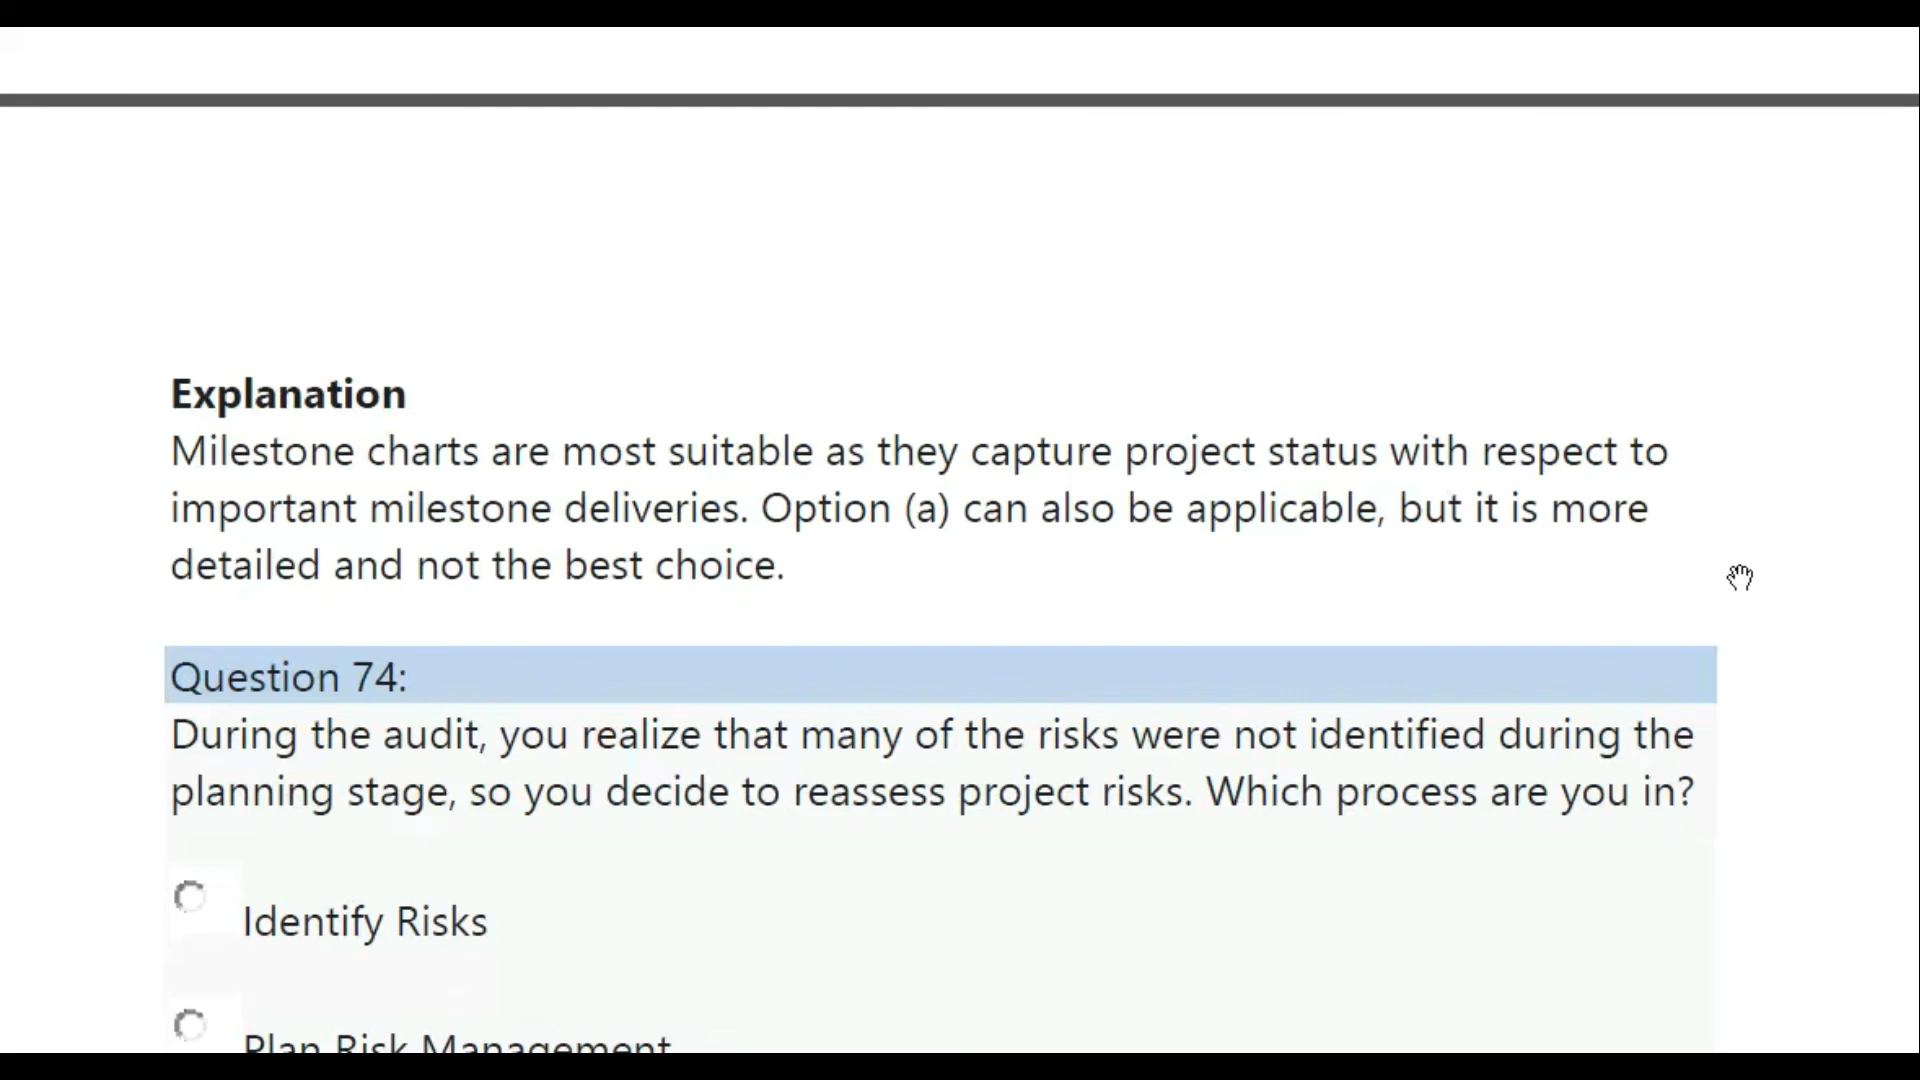 Explanation
Milestone charts are most suitable as they capture project status with respect to
important milestone deliveries. Option (a) can also be applicable, but it is more
detailed and not the best choice.
Question 74:
During the audit, you realize that many of the risks were not identified during the
planning stage, so you decide to reassess project risks. Which process are you in?
Identify Risks
Plan Risk Management